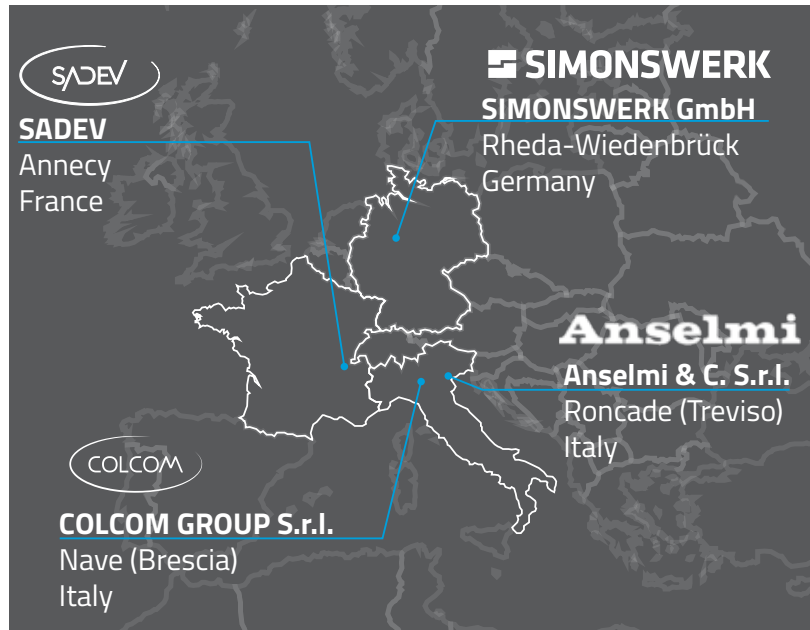 SADEV
SADEV
Annecy
France
SIMONSWERK
SIMONSWERK GmbH
Rheda-Wiedenbrück
Germany
Anselmi
Anselmi & C. S.r.l.
Roncade (Treviso)
Italy
COLCOM
COLCOM GROUP S.r.l.
Nave (Brescia)
Italy